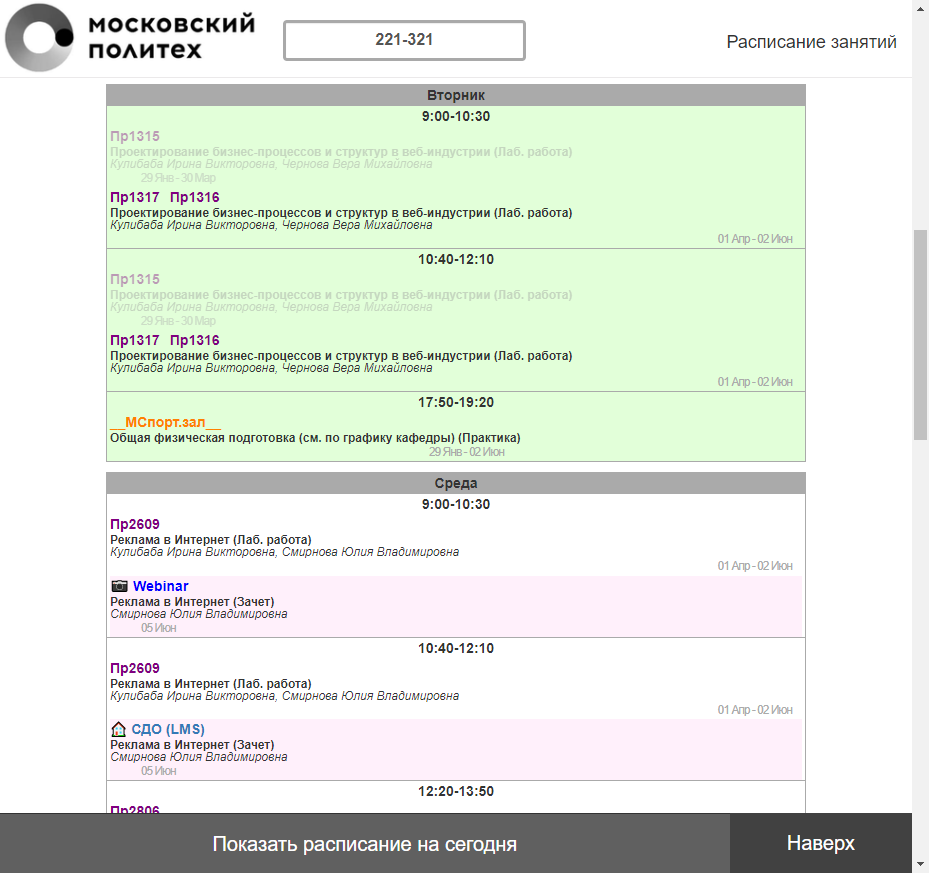 московский
политех
221-321
Расписание занятий
Вторник
9:00-10:30
Пр1315
Проектирование бизнес-процессов и структур в веб-индустрии (Лаб. работа)
Кулибаба Ирина Викторовна, Чернова Вера Михайловна
29 Янв - 30 Мар
Пр1317 Пр1316
Проектирование бизнес-процессов и структур в веб-индустрии (Лаб. работа)
Кулибаба Ирина Викторовна, Чернова Вера Михайловна
01 Апр - 02 Июн
10:40-12:10
Пр1315
Проектирование бизнес-процессов и структур в веб-индустрии (Лаб. работа)
Кулибаба Ирина Викторовна, Чернова Вера Михайловна
29 Янв - 30 Мар
Пр1317 Пр1316
Проектирование бизнес-процессов и структур в веб-индустрии (Лаб. работа)
Кулибаба Ирина Викторовна, Чернова Вера Михайловна
01 Апр - 02 Июн
17:50-19:20
__МСпорт.зал__
Общая физическая подготовка (см. по графику кафедры) (Практика)
29 Янв - 02 Июн
Среда
9:00-10:30
Пр2609
Реклама в Интернет (Лаб. работа)
Кулибаба Ирина Викторовна, Смирнова Юлия Владимировна
01 Апр - 02 Июн
Webinar
Реклама в Интернет (Зачет)
Смирнова Юлия Владимировна
05 Июн
10:40-12:10
Пр2609
Реклама в Интернет (Лаб. работа)
Кулибаба Ирина Викторовна, Смирнова Юлия Владимировна
01 Апр - 02 Июн
СДО (LMS)
Реклама в Интернет (Зачет)
Смирнова Юлия Владимировна
05 Июн
12:20-13:50
Пр2806
Показать расписание на сегодня
Наверх